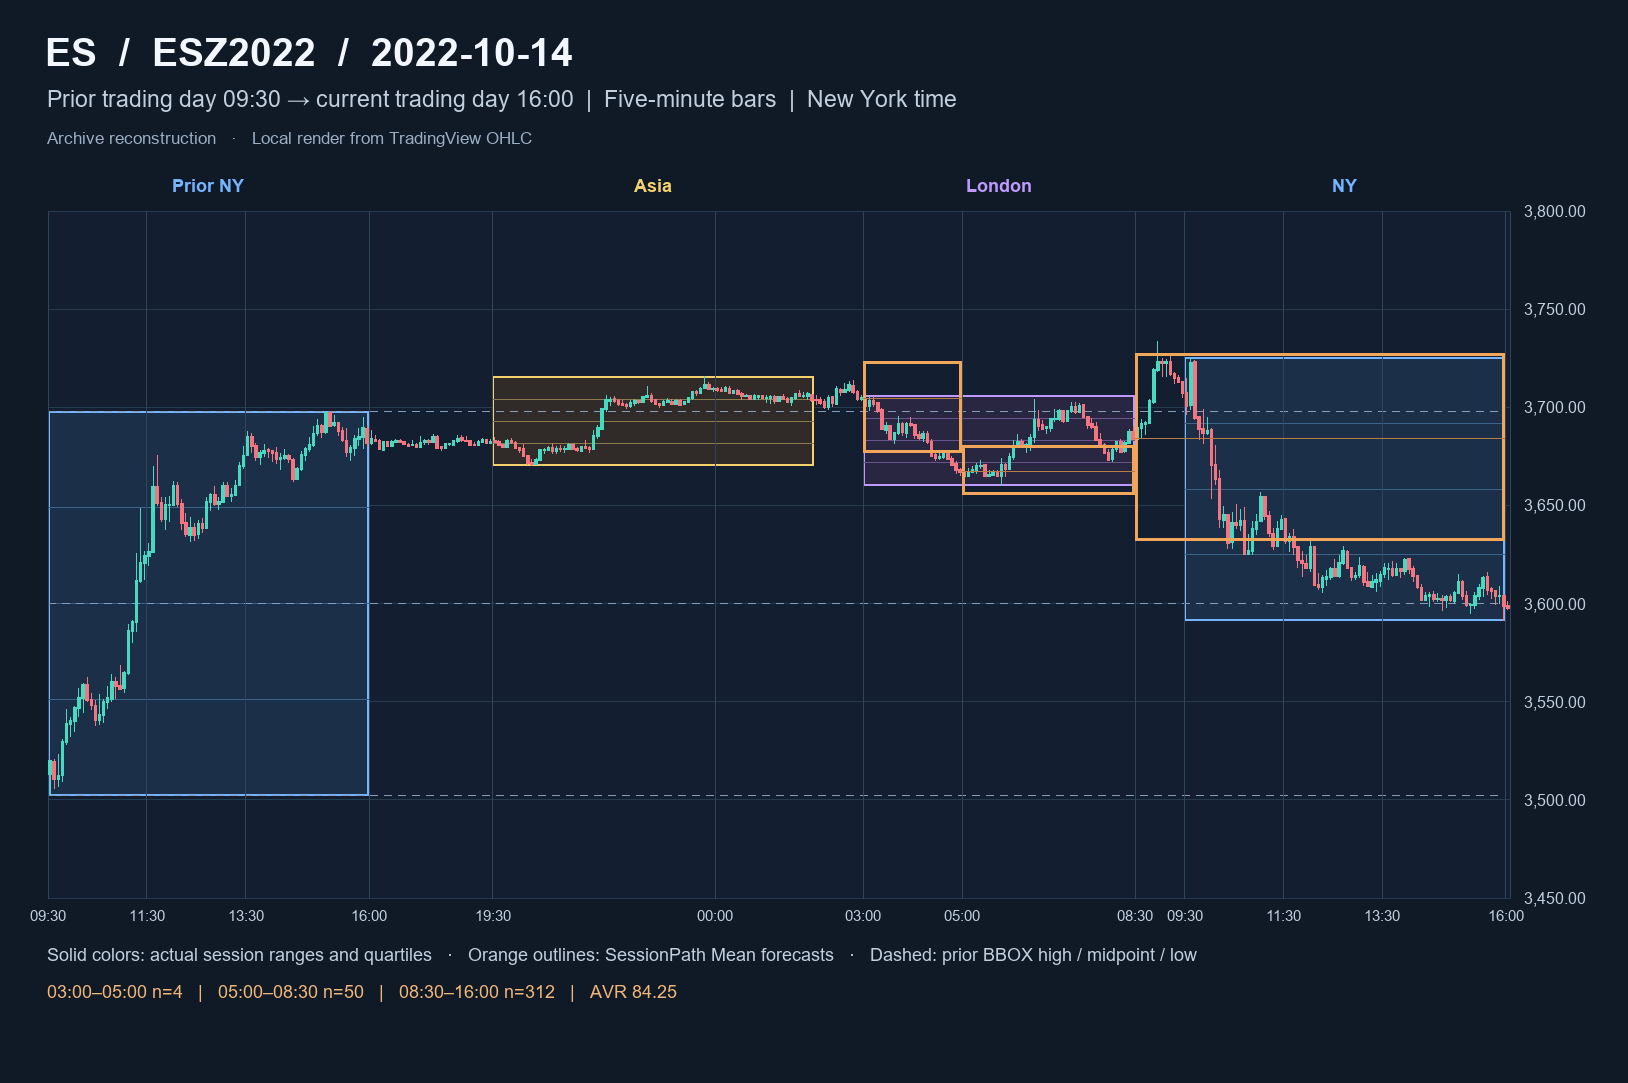 ES / ESZ2022 / 2022-10-14
Prior trading day 09:30 → current trading day 16:00 | Five-minute bars | New York time
Archive reconstruction · Local render from TradingView OHLC
Prior NY Asia London NY
3,800.00
3,750.00
3,700.00
3,650.00
3,600.00
3,550.00
3,500.00
3,450.00
09:30 11:30 13:30 16:00 19:30 00:00 03:00 05:00 08:30 09:30 11:30 13:30 16:00
Solid colors: actual session ranges and quartiles · Orange outlines: SessionPath Mean forecasts · Dashed: prior BBOX high / midpoint / low
03:00–05:00 n=4 | 05:00–08:30 n=50 | 08:30–16:00 n=312 | AVR 84.25